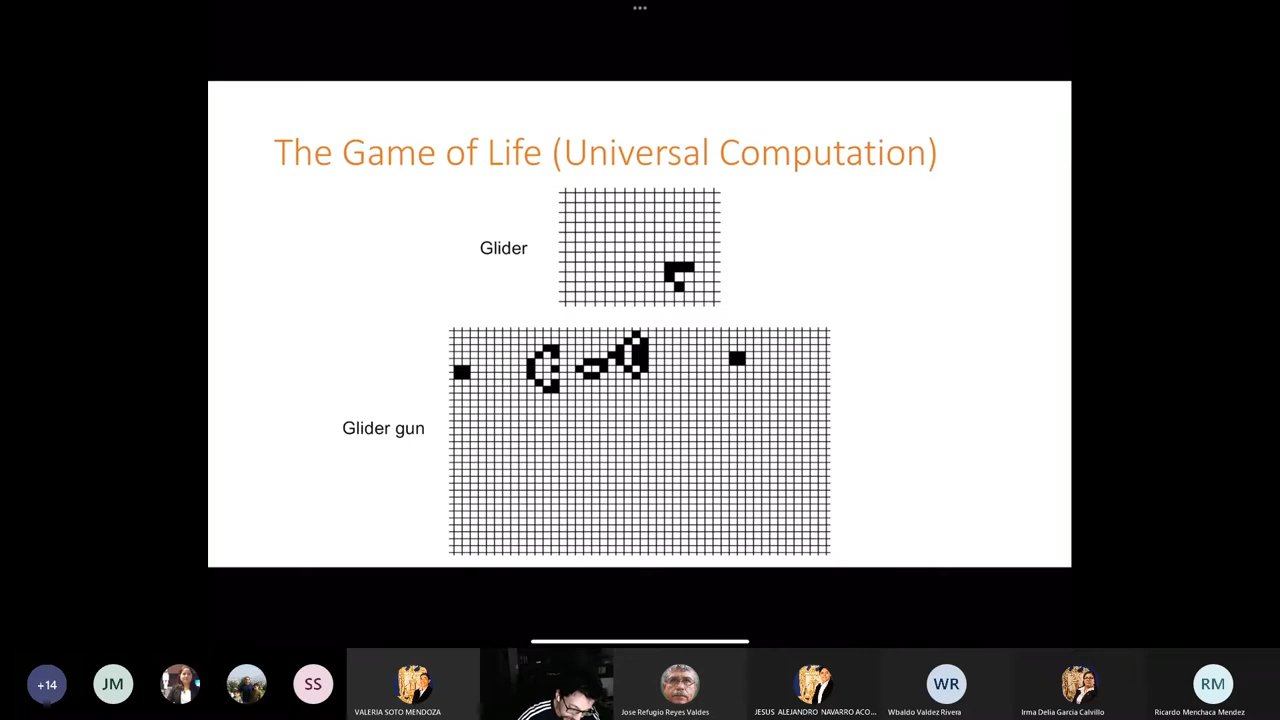 The Game of Life (Universal Computation)
Glider
Glider gun
+14
JM
SS
VALERIA SOTO MENDOZA
Jose Refugio Reyes Valdes
JESUS ALEJANDRO NAVARRO ACO...
WR
Wbaldo Valdez Rivera
Irma Delia Garcia Calvillo
RM
Ricardo Menchaca Mendez